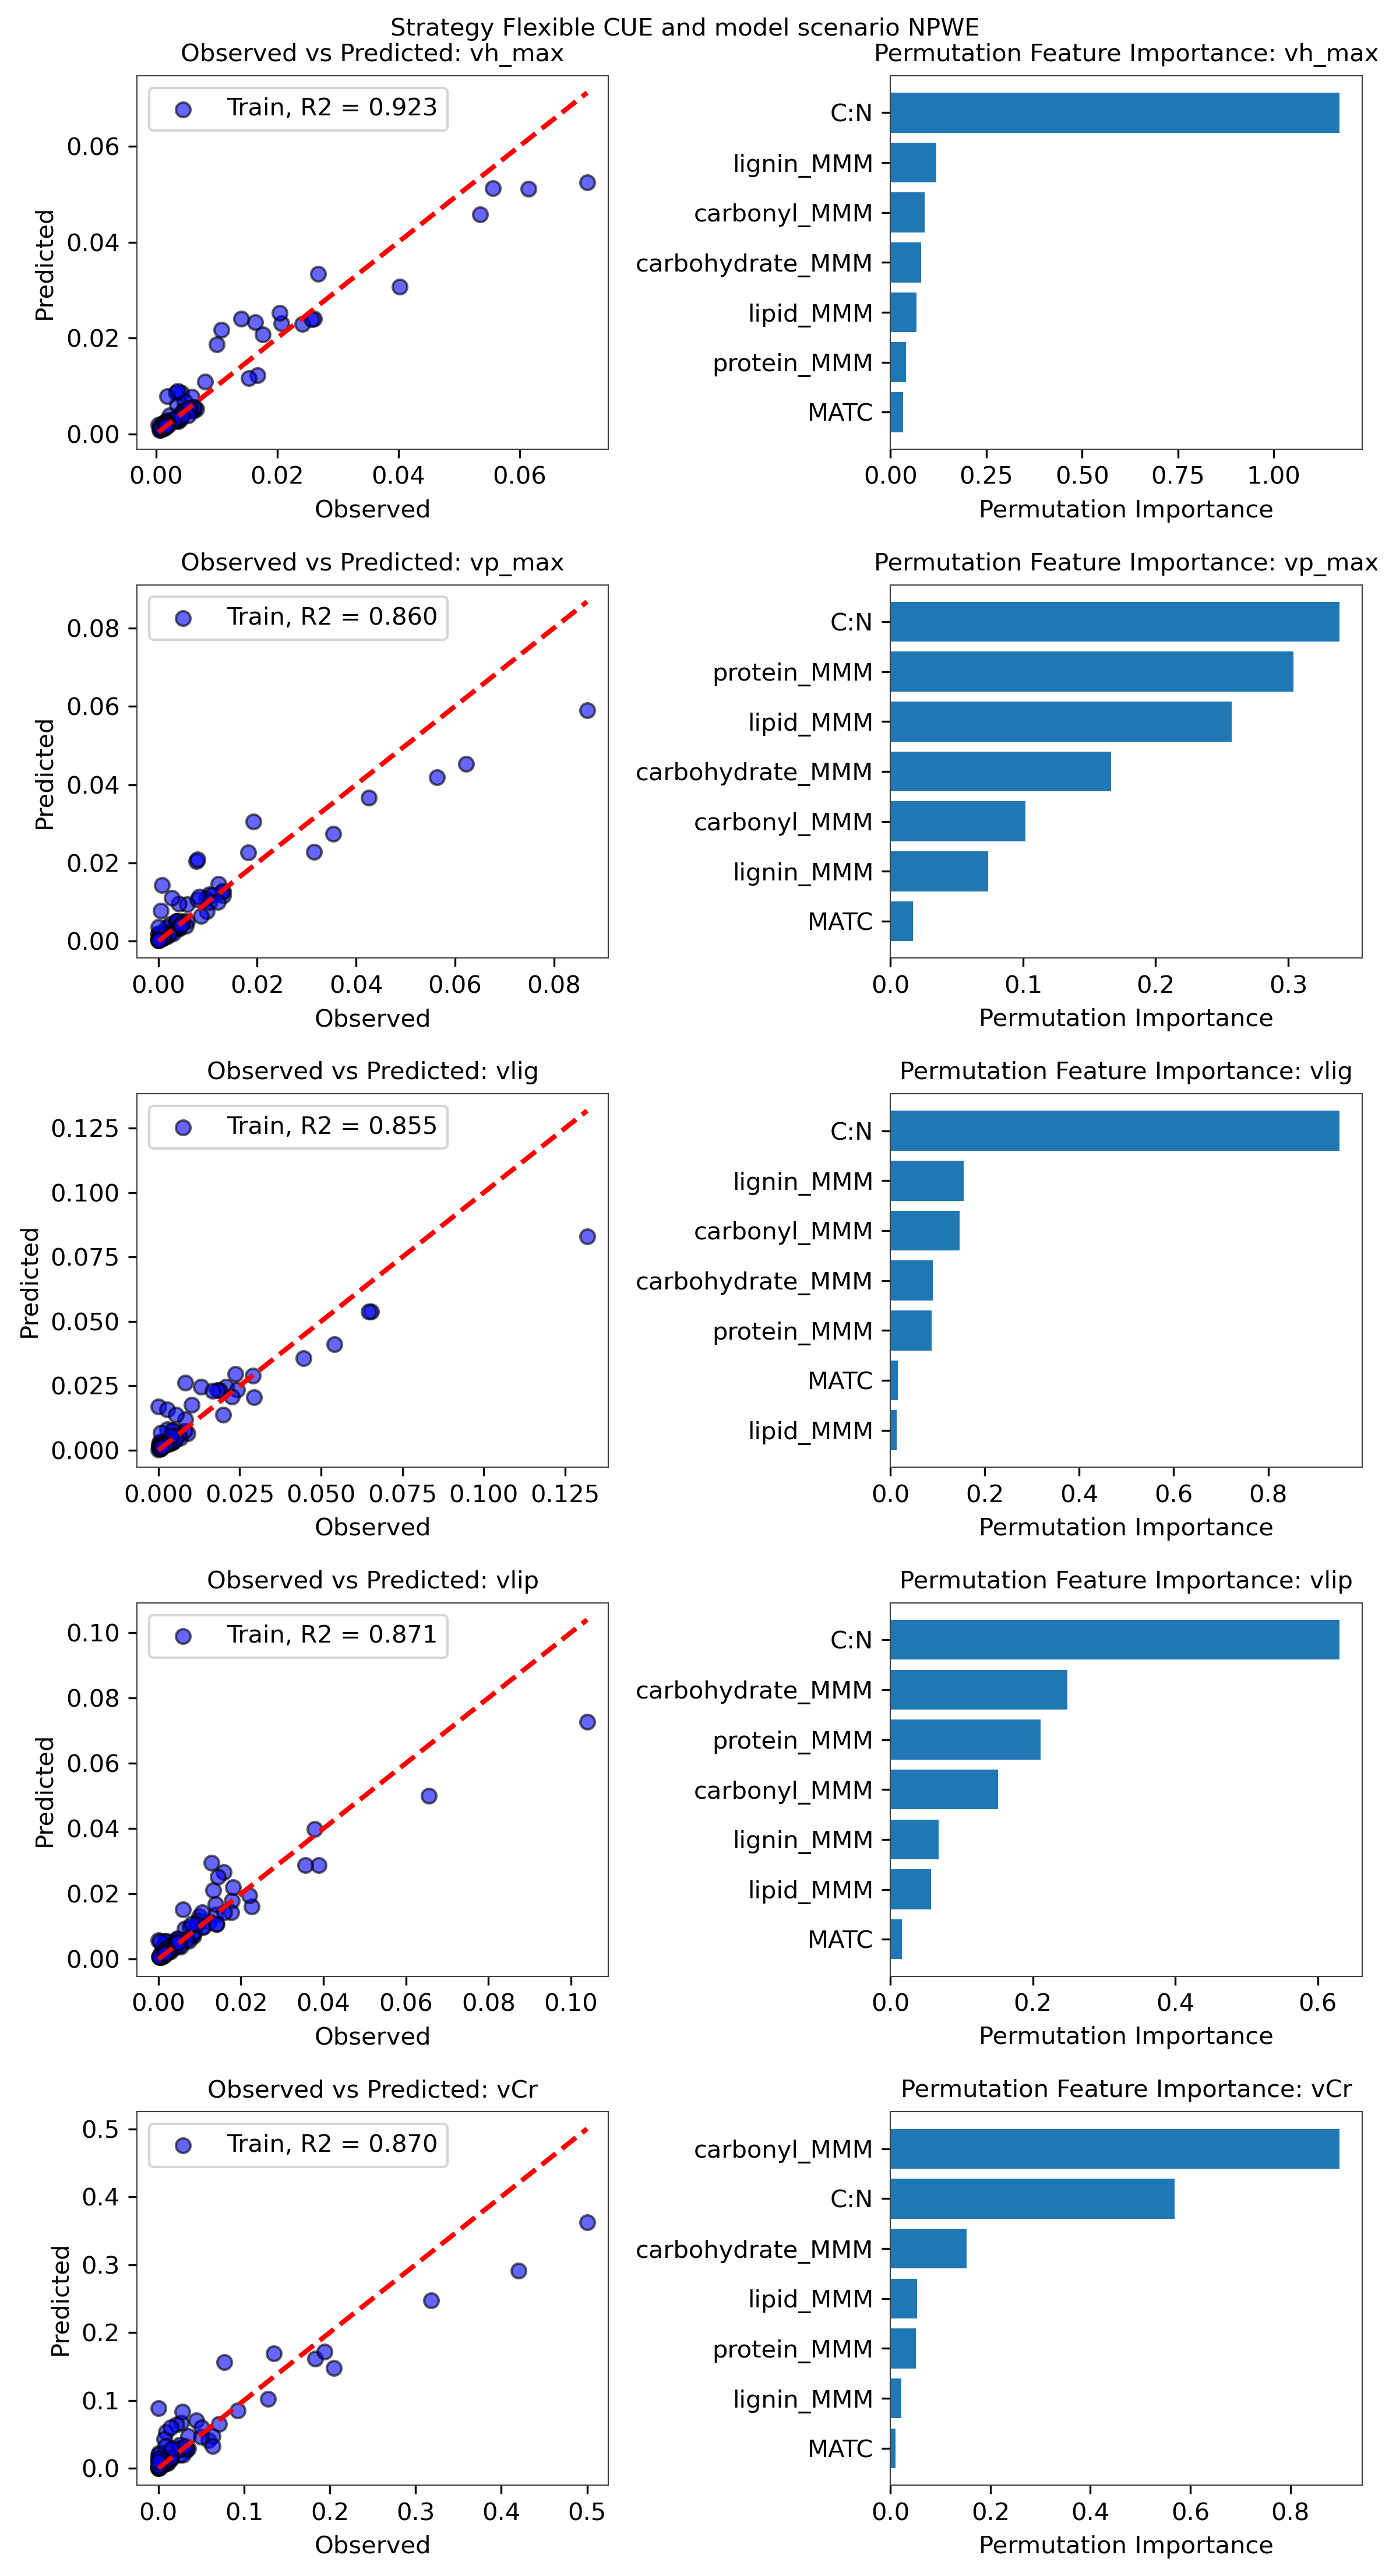 Strategy Flexible CUE and model scenario NPWE
Observed vs Predicted: vh_max
Train, R2 = 0.923
Predicted
0.06
0.04
0.02
0.00
0.00 0.02 0.04 0.06
Observed
Permutation Feature Importance: vh_max
C:N
lignin_MMM
carbonyl_MMM
carbohydrate_MMM
lipid_MMM
protein_MMM
MATC
0.00 0.25 0.50 0.75 1.00
Permutation Importance
Observed vs Predicted: vp_max
Train, R2 = 0.860
Predicted
0.08
0.06
0.04
0.02
0.00
0.00 0.02 0.04 0.06 0.08
Observed
Permutation Feature Importance: vp_max
C:N
protein_MMM
lipid_MMM
carbohydrate_MMM
carbonyl_MMM
lignin_MMM
MATC
0.0 0.1 0.2 0.3
Permutation Importance
Observed vs Predicted: vlig
Train, R2 = 0.855
Predicted
0.125
0.100
0.075
0.050
0.025
0.000
0.000 0.025 0.050 0.075 0.100 0.125
Observed
Permutation Feature Importance: vlig
C:N
lignin_MMM
carbonyl_MMM
carbohydrate_MMM
protein_MMM
MATC
lipid_MMM
0.0 0.2 0.4 0.6 0.8
Permutation Importance
Observed vs Predicted: vlip
Train, R2 = 0.871
Predicted
0.10
0.08
0.06
0.04
0.02
0.00
0.00 0.02 0.04 0.06 0.08 0.10
Observed
Permutation Feature Importance: vlip
C:N
carbohydrate_MMM
protein_MMM
carbonyl_MMM
lignin_MMM
lipid_MMM
MATC
0.0 0.2 0.4 0.6
Permutation Importance
Observed vs Predicted: vCr
Train, R2 = 0.870
Predicted
0.5
0.4
0.3
0.2
0.1
0.0
0.0 0.1 0.2 0.3 0.4 0.5
Observed
Permutation Feature Importance: vCr
carbonyl_MMM
C:N
carbohydrate_MMM
lipid_MMM
protein_MMM
lignin_MMM
MATC
0.0 0.2 0.4 0.6 0.8
Permutation Importance